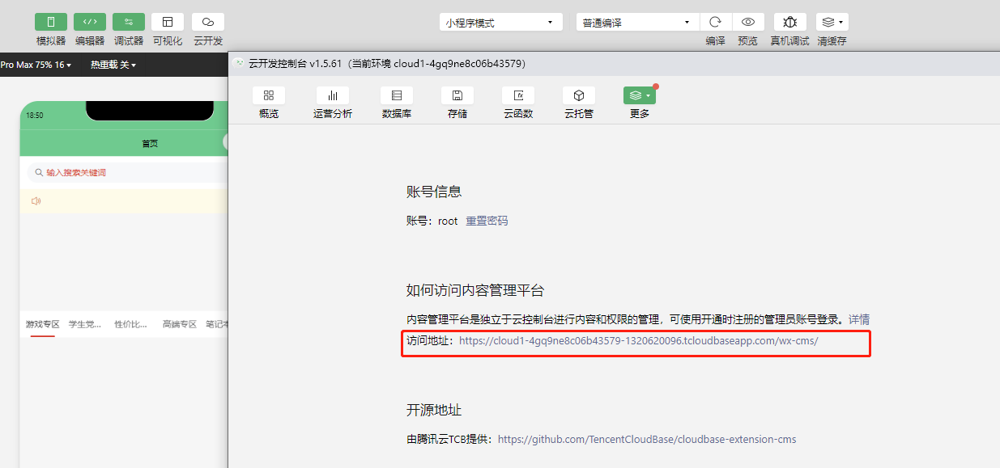 模拟器 编辑器 调试器 可视化 云开发
小程序模式 普通编译
编译 预览 真机调试 清缓存
Pro Max 75% 16 热重载 关
云开发控制台 v1.5.61（当前环境 cloud1-4gq9ne8c06b43579）
概览 运营分析 数据库 存储 云函数 云托管 更多
18:50
首页
输入搜索关键词
游戏专区 学生党... 性价比... 高端专区 笔记本
账号信息
账号：root 重置密码
如何访问内容管理平台
内容管理平台是独立于云控制台进行内容和权限的管理，可使用开通时注册的管理员账号登录。详情
访问地址：https://cloud1-4gq9ne8c06b43579-1320620096.tcloudbaseapp.com/wx-cms/
开源地址
由腾讯云TCB提供：https://github.com/TencentCloudBase/cloudbase-extension-cms